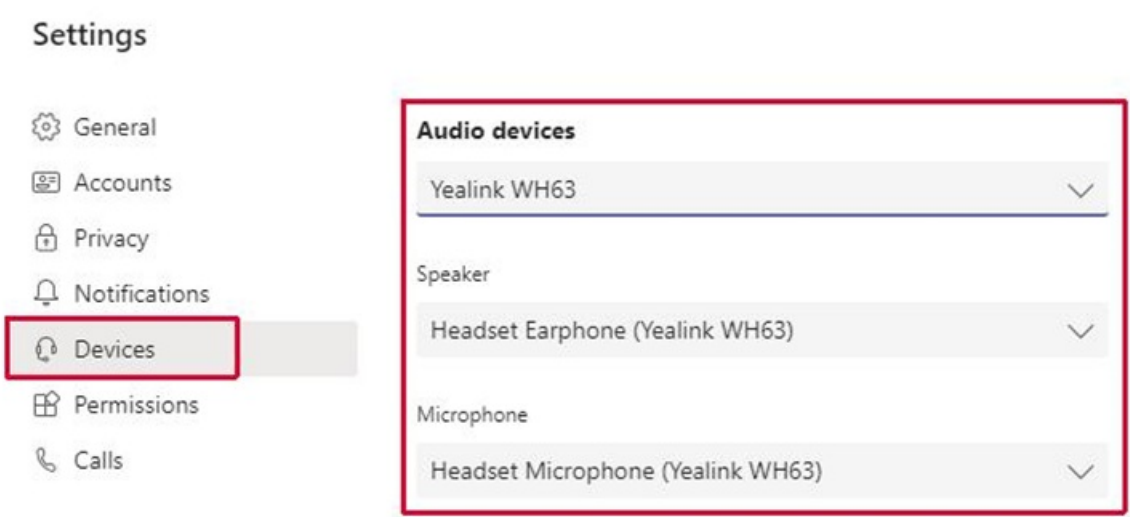 Settings
General
Accounts
Privacy
Notifications
Devices
Permissions
Calls
Audio devices
Yealink WH63
Speaker
Headset Earphone (Yealink WH63)
Microphone
Headset Microphone (Yealink WH63)